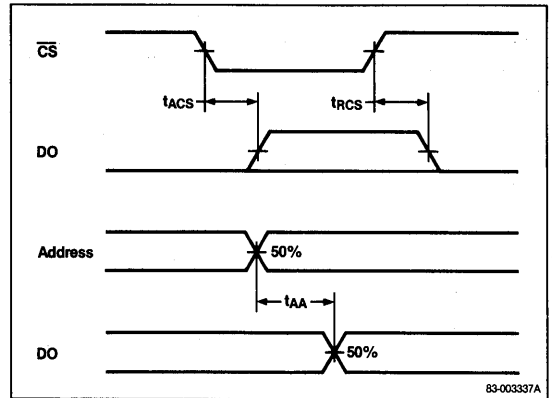 CS
tACS
tRCS
DO
Address
50%
tAA
DO
50%
83-003337A